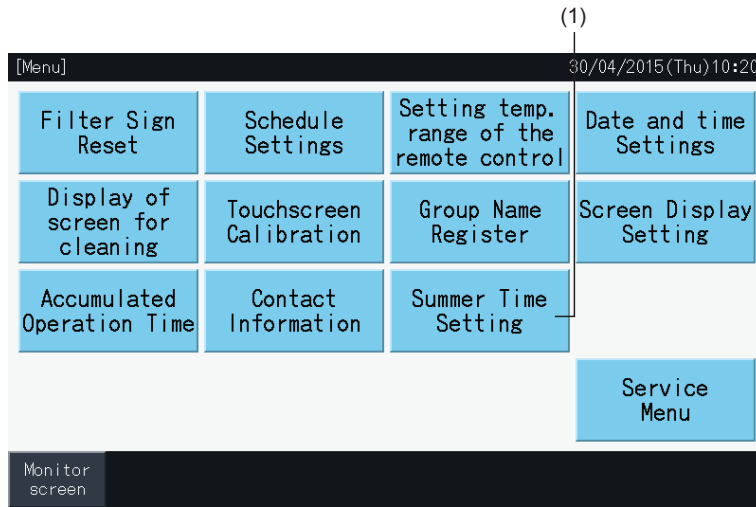 (1)
[Menu] 30/04/2015(Thu)10:20
Filter Sign
Reset
Schedule
Settings
Setting temp.
range of the
remote control
Date and time
Settings
Display of
screen for
cleaning
Touchscreen
Calibration
Group Name
Register
Screen Display
Setting
Accumulated
Operation Time
Contact
Information
Summer Time
Setting
Service
Menu
Monitor
screen